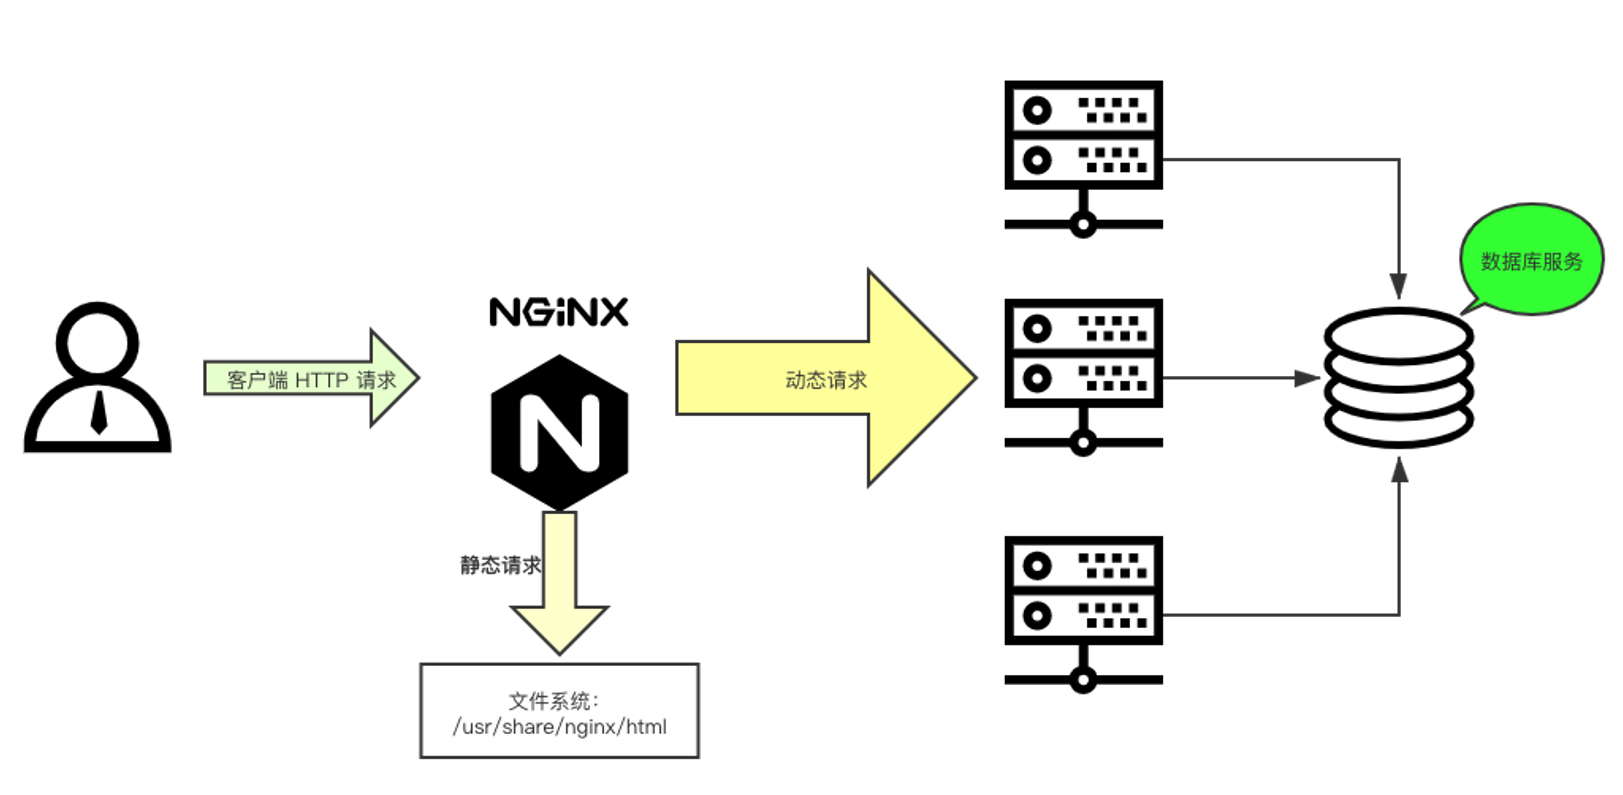 NGiNX
客户端 HTTP 请求
动态请求
数据库服务
静态请求
文件系统：
/usr/share/nginx/html